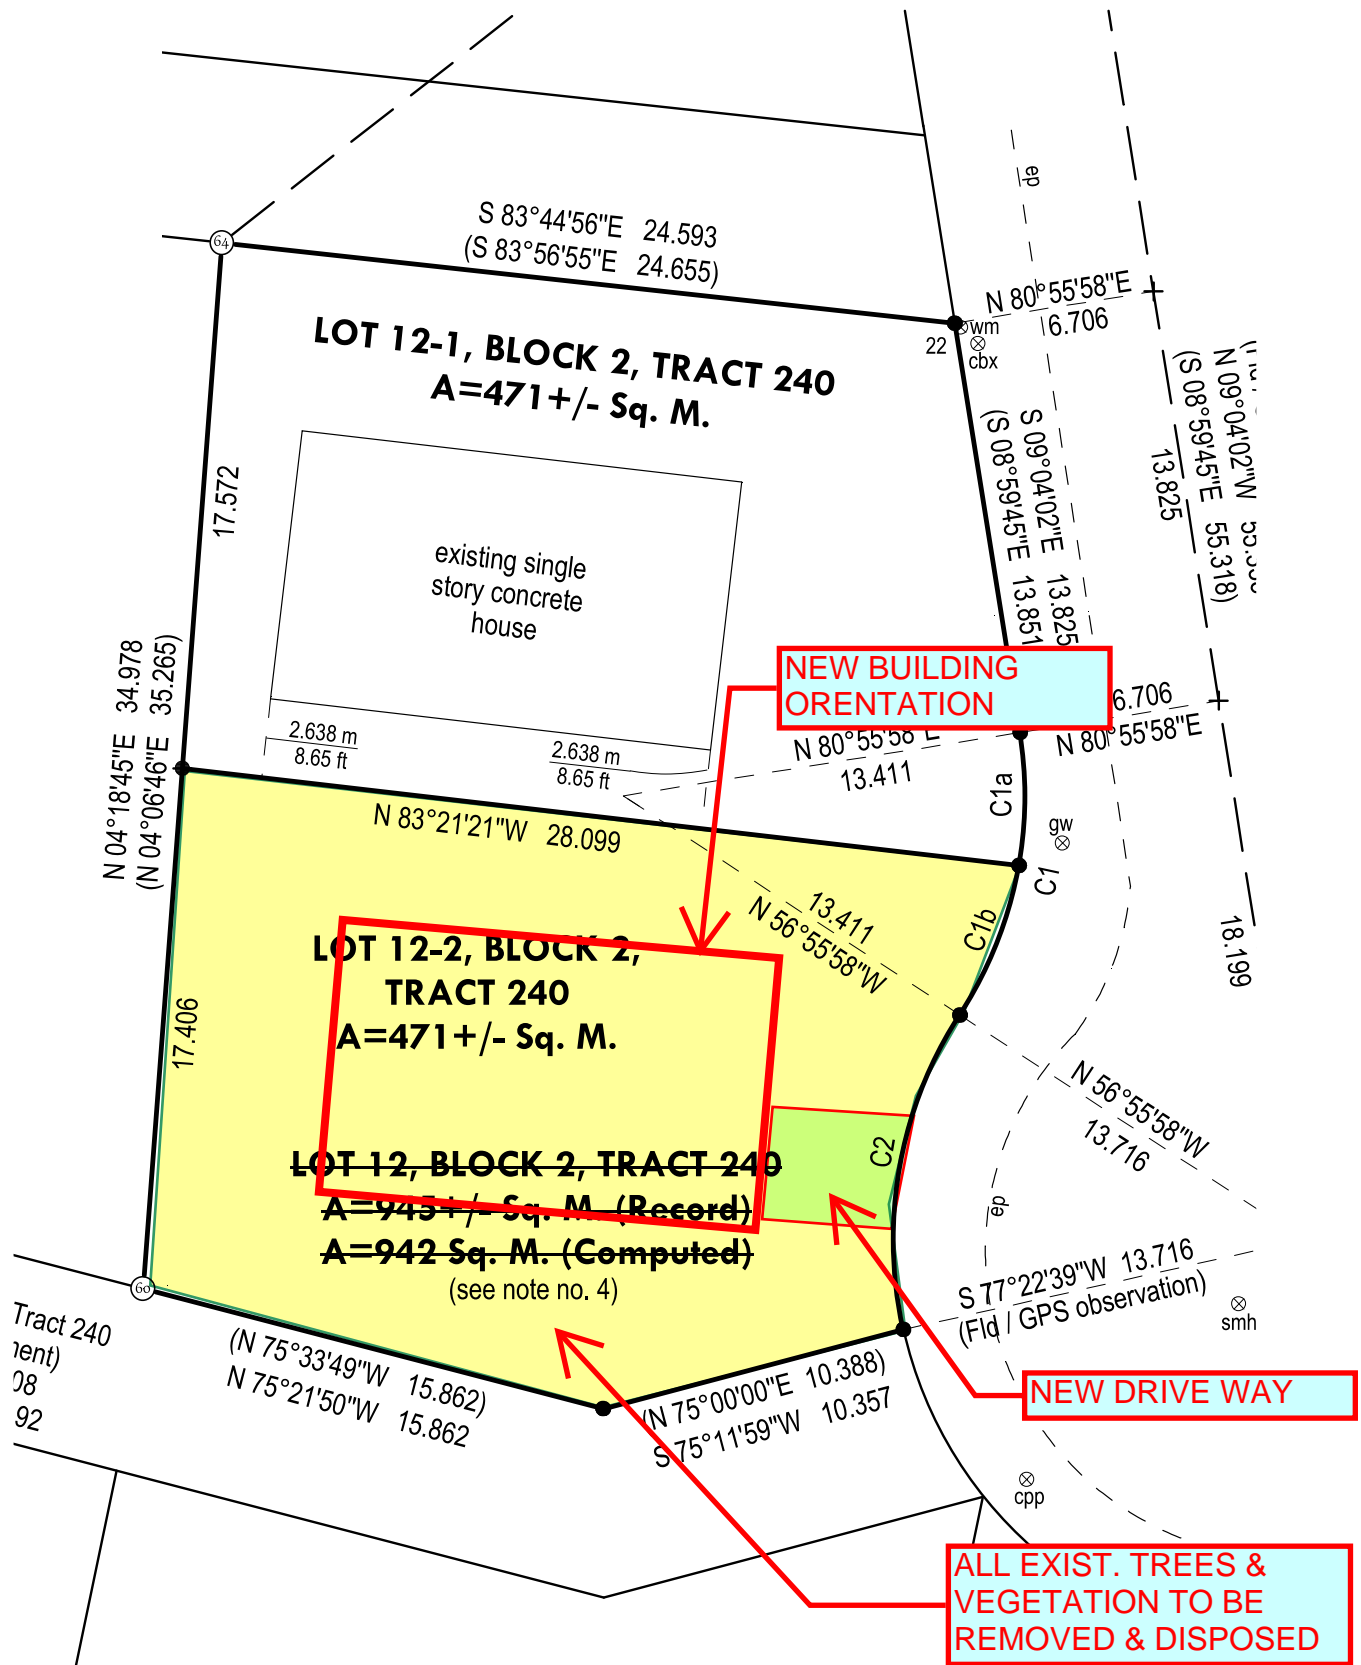 ep
S 83°44'56"E 24.593
(S 83°56'55"E 24.655)
64
N 80°55'58"E
6.706
wm
22
cbx
LOT 12-1, BLOCK 2, TRACT 240
A=471+/- Sq. M.
N 09°04'02"W
(S 08°59'45"E 55.318)
13.825
S 09°04'02"E 13.825
(S 08°59'45"E 13.851
17.572
existing single
story concrete
house
N 04°18'45"E 34.978
(N 04°06'46"E 35.265)
NEW BUILDING
ORENTATION
6.706
N 80°55'58"E
N 80°55'58"E
13.411
2.638 m
8.65 ft
2.638 m
8.65 ft
C1a
gw
N 83°21'21"W 28.099
C1
C1b
13.411
N 56°55'58"W
18.199
LOT 12-2, BLOCK 2,
TRACT 240
A=471+/- Sq. M.
17.406
N 56°55'58"W
13.716
C2
LOT 12, BLOCK 2, TRACT 240
A=945+/- Sq. M. (Record)
A=942 Sq. M. (Computed)
(see note no. 4)
ep
S 77°22'39"W 13.716
(Fld / GPS observation)
smh
60
Tract 240
ment)
08
92
(N 75°33'49"W 15.862)
N 75°21'50"W 15.862
(N 75°00'00"E 10.388)
S 75°11'59"W 10.357
NEW DRIVE WAY
cpp
ALL EXIST. TREES &
VEGETATION TO BE
REMOVED & DISPOSED